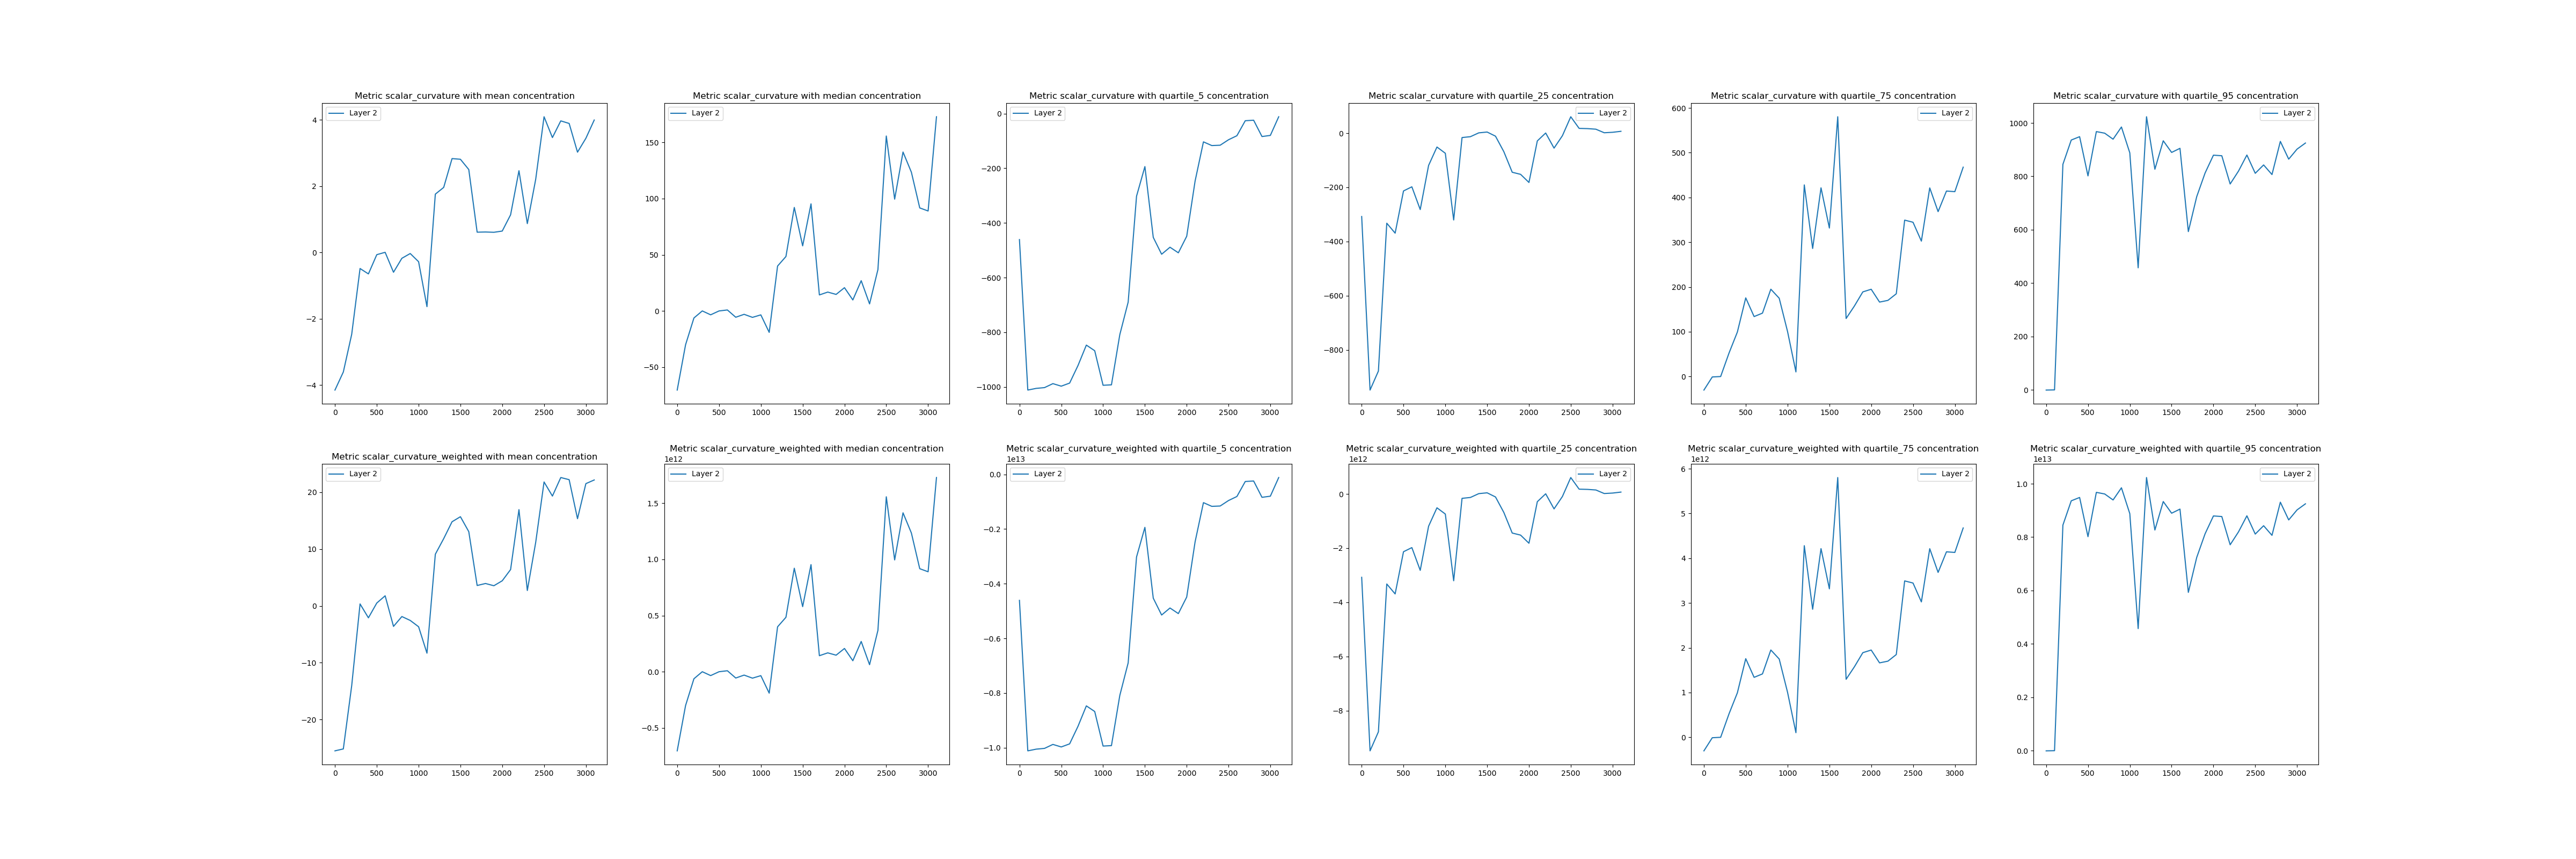 Metric scalar_curvature with mean concentration
Layer 2
4
2
0
−2
−4
0 500 1000 1500 2000 2500 3000
Metric scalar_curvature with median concentration
Layer 2
150
100
50
0
−50
0 500 1000 1500 2000 2500 3000
Metric scalar_curvature with quartile_5 concentration
Layer 2
0
−200
−400
−600
−800
−1000
0 500 1000 1500 2000 2500 3000
Metric scalar_curvature with quartile_25 concentration
Layer 2
0
−200
−400
−600
−800
0 500 1000 1500 2000 2500 3000
Metric scalar_curvature with quartile_75 concentration
Layer 2
600
500
400
300
200
100
0
0 500 1000 1500 2000 2500 3000
Metric scalar_curvature with quartile_95 concentration
Layer 2
1000
800
600
400
200
0
0 500 1000 1500 2000 2500 3000
Metric scalar_curvature_weighted with mean concentration
Layer 2
20
10
0
−10
−20
0 500 1000 1500 2000 2500 3000
Metric scalar_curvature_weighted with median concentration
1e12
Layer 2
1.5
1.0
0.5
0.0
−0.5
0 500 1000 1500 2000 2500 3000
Metric scalar_curvature_weighted with quartile_5 concentration
1e13
Layer 2
0.0
−0.2
−0.4
−0.6
−0.8
−1.0
0 500 1000 1500 2000 2500 3000
Metric scalar_curvature_weighted with quartile_25 concentration
1e12
Layer 2
0
−2
−4
−6
−8
0 500 1000 1500 2000 2500 3000
Metric scalar_curvature_weighted with quartile_75 concentration
1e12
Layer 2
6
5
4
3
2
1
0
0 500 1000 1500 2000 2500 3000
Metric scalar_curvature_weighted with quartile_95 concentration
1e13
Layer 2
1.0
0.8
0.6
0.4
0.2
0.0
0 500 1000 1500 2000 2500 3000